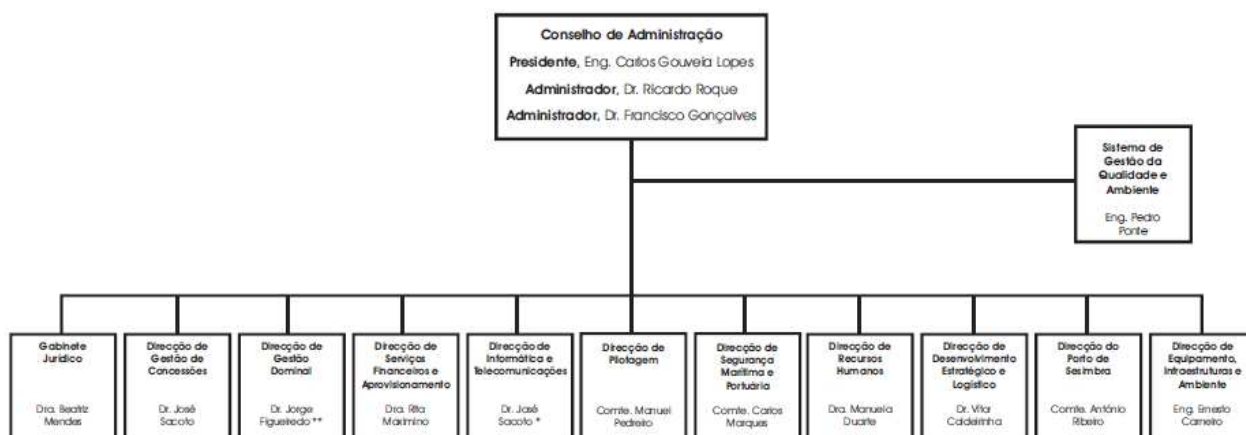 Conselho de Administração
Presidente, Eng. Carlos Gouveia Lopes
Administrador, Dr. Ricardo Roque
Administrador, Dr. Francisco Gonçalves
Sistema de
Gestão da
Qualidade e
Ambiente
Eng. Pedro
Ponte
Gabinete
Jurídico
Dra. Beatriz
Mendes
Direcção de
Gestão de
Concessões
Dr. José
Sacoto
Direcção de
Gestão
Dominal
Dr. Jorge
Figueiredo **
Direcção de
Serviços
Financeiros e
Aprovisionamento
Dra. Rita
Maximino
Direcção de
Informática e
Telecomunicações
Dr. José
Sacoto *
Direcção de
Pilotagem
Comte. Manuel
Pedreiro
Direcção de
Segurança
Marítima e
Portuária
Comte. Carlos
Marques
Direcção de
Recursos
Humanos
Dra. Manuela
Duarte
Direcção de
Desenvolvimento
Estratégico e
Logístico
Dr. Vitor
Caldeirinha
Direcção do
Porto de
Sesimbra
Comte. António
Ribeiro
Direcção de
Equipamento,
Infraestruturas e
Ambiente
Eng. Ernesto
Carneiro